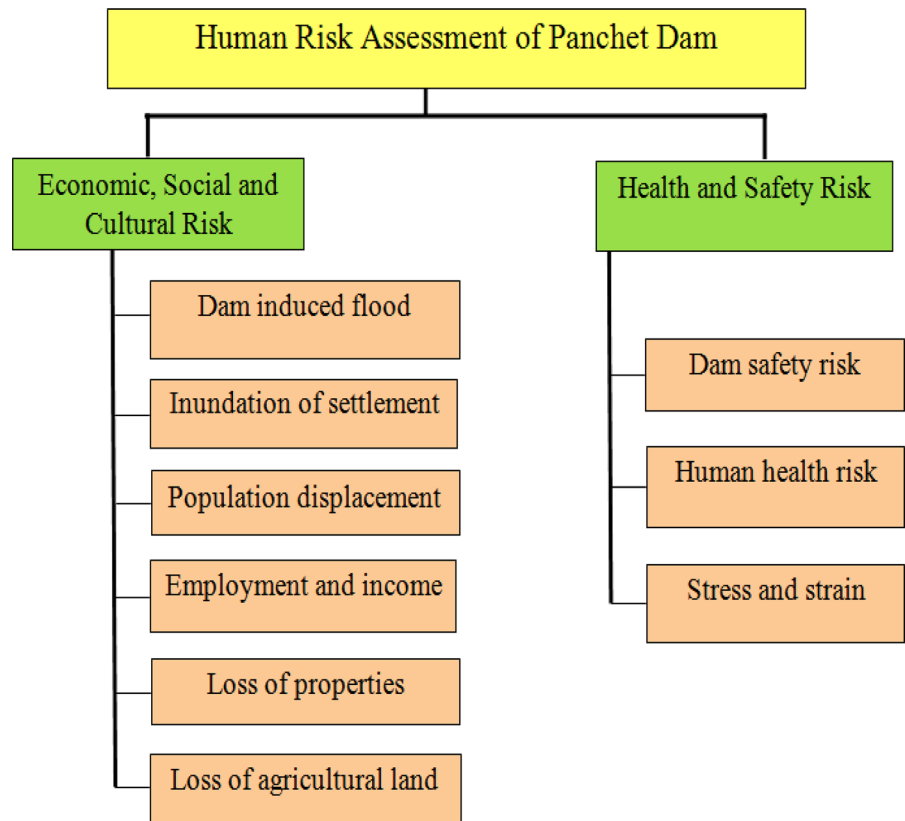 Human Risk Assessment of Panchet Dam
Economic, Social and
Cultural Risk
Dam induced flood
Inundation of settlement
Population displacement
Employment and income
Loss of properties
Loss of agricultural land
Health and Safety Risk
Dam safety risk
Human health risk
Stress and strain